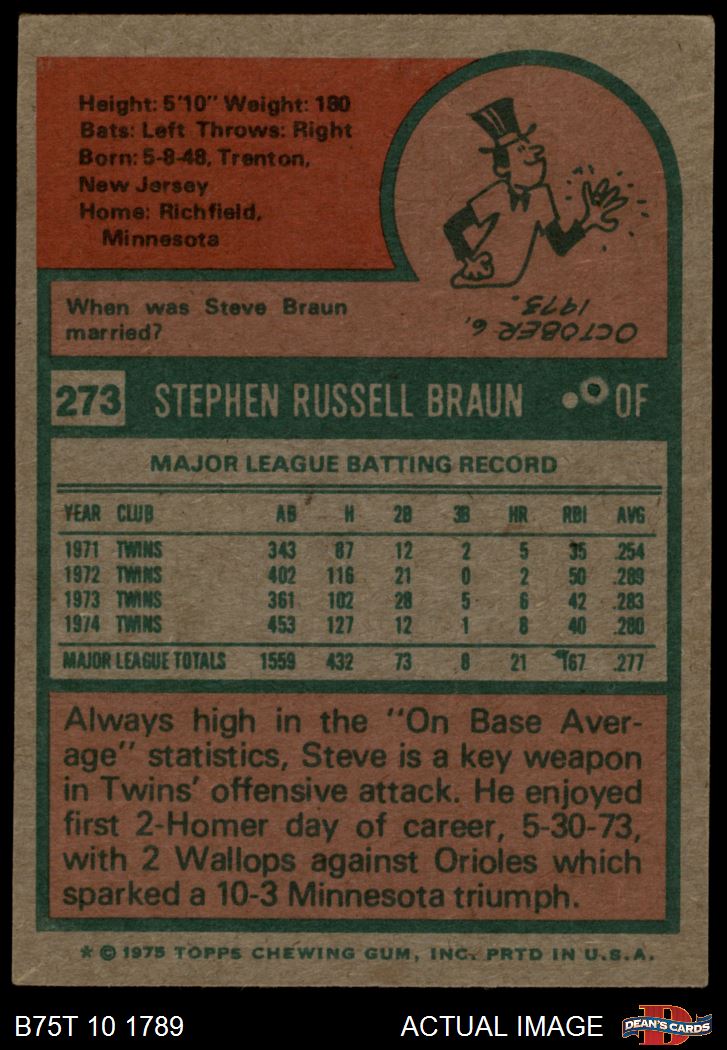 Height: 5'10" Weight: 180
Bats: Left Throws: Right
Born: 5-8-48, Trenton,
New Jersey
Home: Richfield,
Minnesota
When was Steve Braun
married?
OCTOBER 6,
1973.
273 STEPHEN RUSSELL BRAUN • OF
MAJOR LEAGUE BATTING RECORD
YEAR CLUB AB H 2B 3B HR RBI AVG
1971 TWINS 343 87 12 2 5 35 .254
1972 TWINS 402 116 21 0 2 50 .289
1973 TWINS 361 102 28 5 6 42 .283
1974 TWINS 453 127 12 1 8 40 .280
MAJOR LEAGUE TOTALS 1559 432 73 8 21 167 .277
Always high in the "On Base Aver-
age" statistics, Steve is a key weapon
in Twins' offensive attack. He enjoyed
first 2-Homer day of career, 5-30-73,
with 2 Wallops against Orioles which
sparked a 10-3 Minnesota triumph.
* © 1975 TOPPS CHEWING GUM, INC. PRTD IN U.S.A.
B75T 10 1789 ACTUAL IMAGE D DEAN'S CARDS